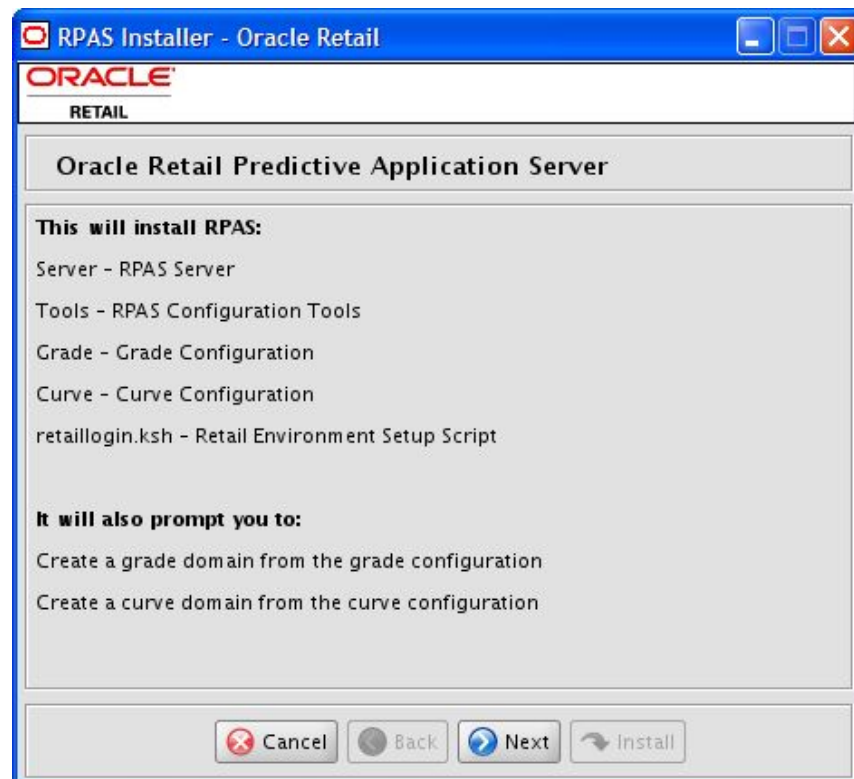 RPAS Installer - Oracle Retail
ORACLE
RETAIL
Oracle Retail Predictive Application Server
This will install RPAS:
Server - RPAS Server
Tools - RPAS Configuration Tools
Grade - Grade Configuration
Curve - Curve Configuration
retaillogin.ksh - Retail Environment Setup Script
It will also prompt you to:
Create a grade domain from the grade configuration
Create a curve domain from the curve configuration
Cancel Back Next Install